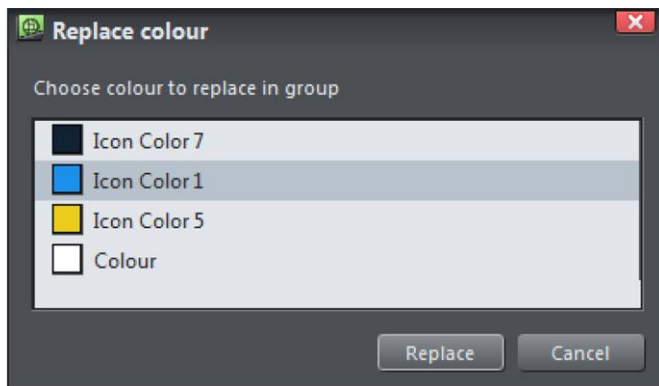 Replace colour
Choose colour to replace in group
Icon Color 7
Icon Color 1
Icon Color 5
Colour
Replace Cancel